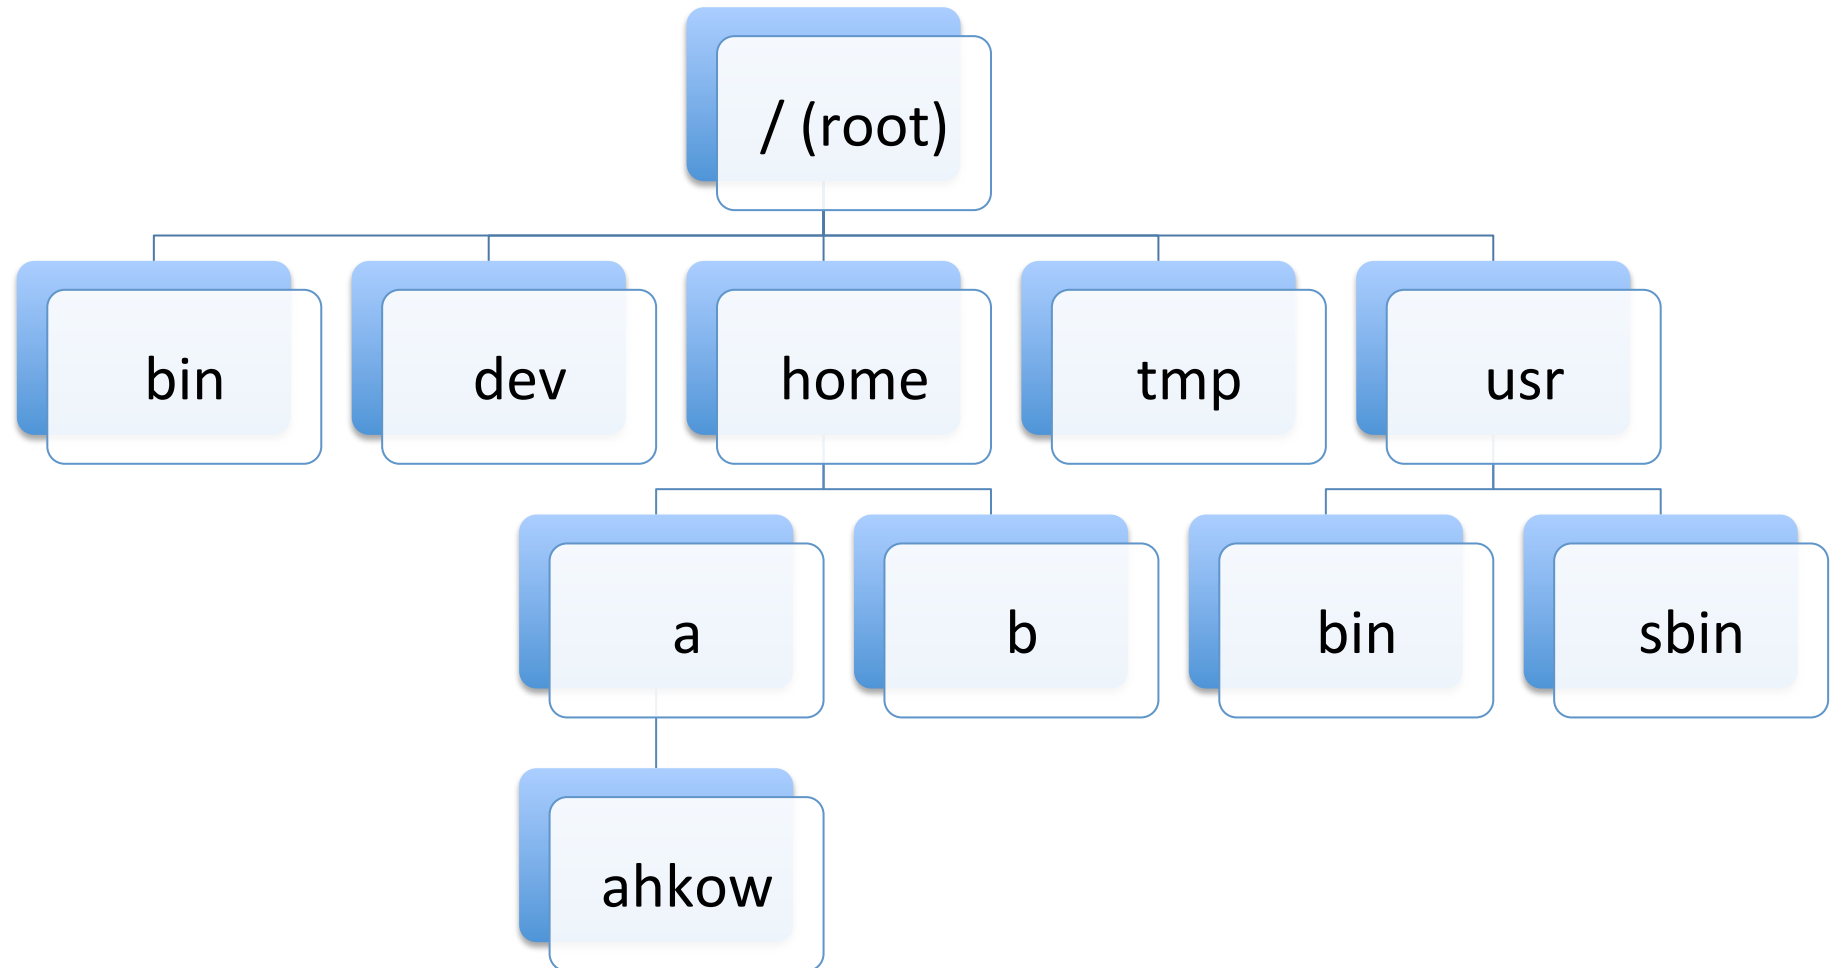 / (root)
bin
dev
home
tmp
usr
a
b
bin
sbin
ahkow